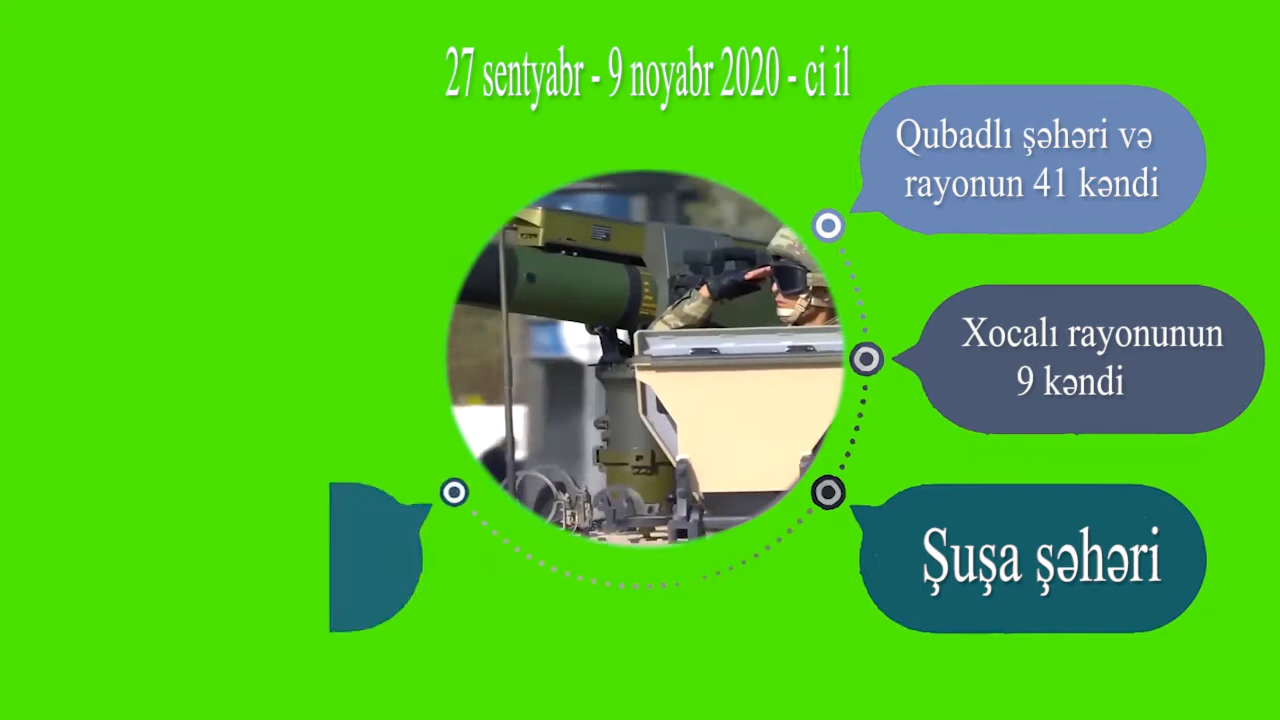 27 sentyabr - 9 noyabr 2020 - ci il
Qubadlı şəhəri və
rayonun 41 kəndi
Xocalı rayonunun
9 kəndi
Şuşa şəhəri